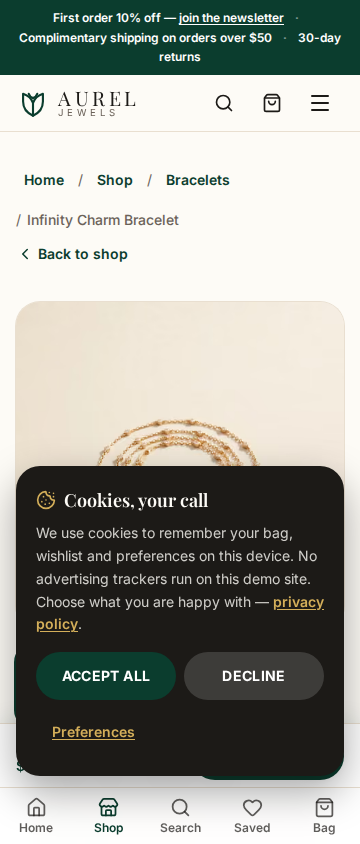 First order 10% off — join the newsletter ·
Complimentary shipping on orders over $50 · 30-day
returns
AUREL
JEWELS
Home / Shop / Bracelets
/ Infinity Charm Bracelet
Back to shop
Cookies, your call
We use cookies to remember your bag,
wishlist and preferences on this device. No
advertising trackers run on this demo site.
Choose what you are happy with — privacy
policy.
ACCEPT ALL DECLINE
Preferences
Home Shop Search Saved Bag